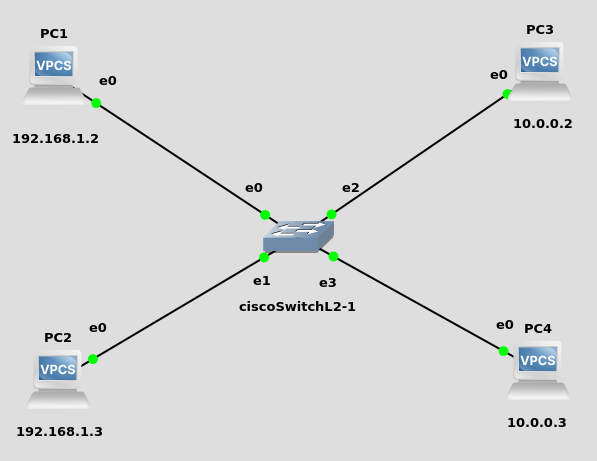 PC1
VPCS
e0
192.168.1.2
PC3
VPCS
e0
10.0.0.2
e0
e2
e1
e3
ciscoSwitchL2-1
PC2
VPCS
e0
192.168.1.3
e0
PC4
VPCS
10.0.0.3